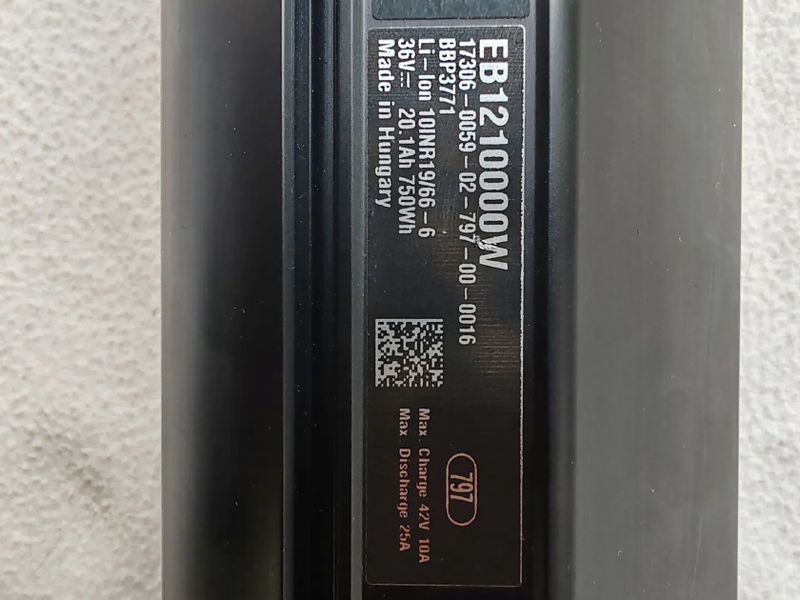 EB1210000W
17306-0059-02-797-00-0016
BBP3771
Li-Ion 10INR19/66-6
36V⎓ 20.1Ah 750Wh
Made in Hungary
797
Max. Charge 42V 10A
Max. Discharge 25A